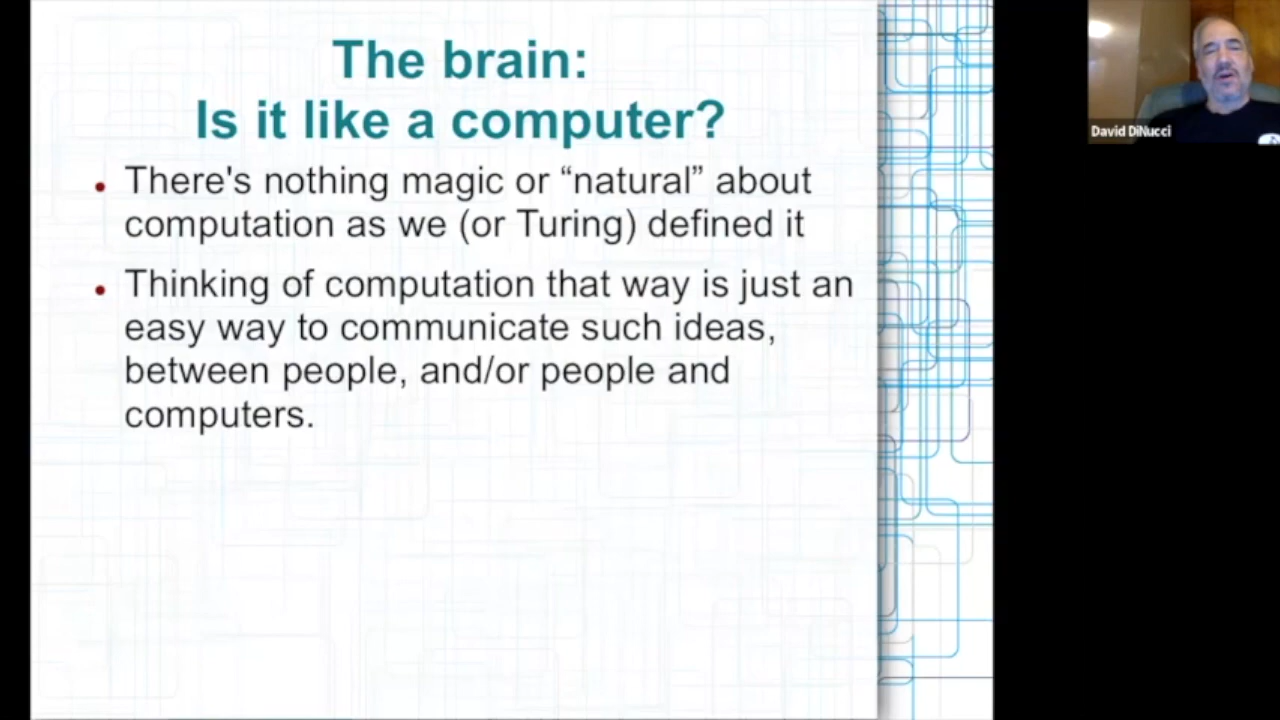 The brain:
Is it like a computer?
• There's nothing magic or “natural” about
computation as we (or Turing) defined it
• Thinking of computation that way is just an
easy way to communicate such ideas,
between people, and/or people and
computers.
David DiNucci